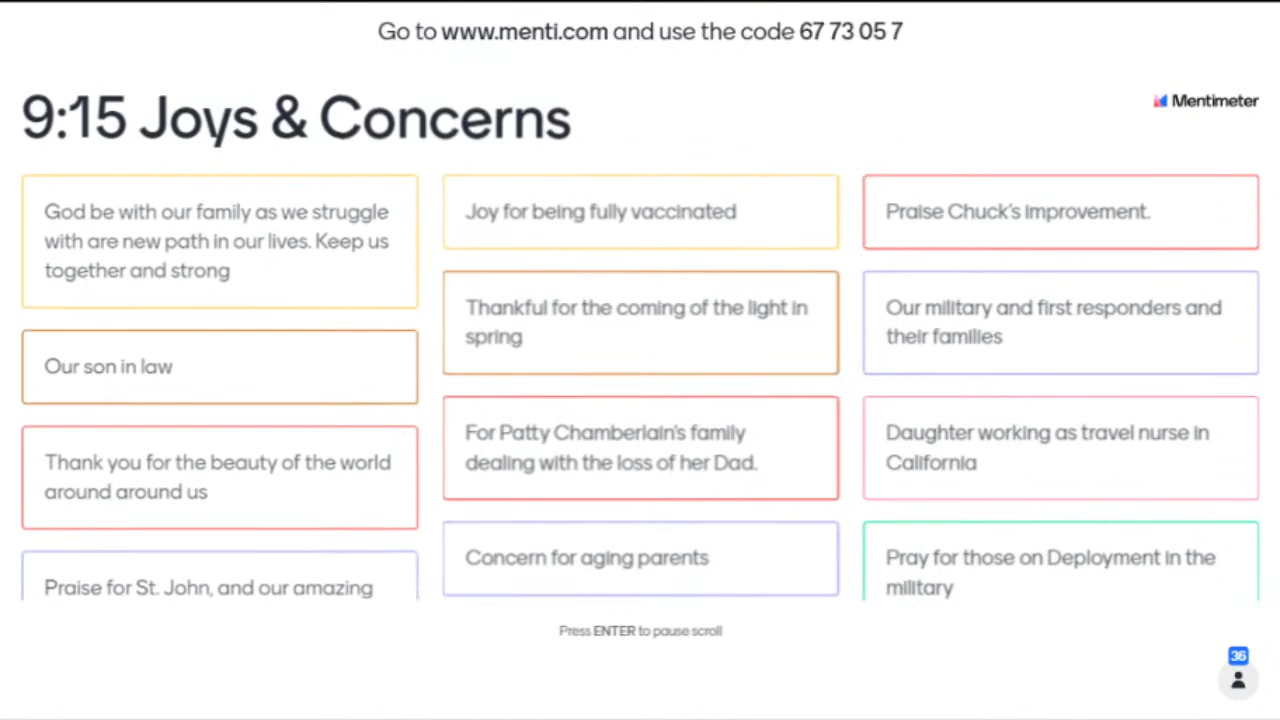 Go to www.menti.com and use the code 67 73 05 7
9:15 Joys & Concerns
Mentimeter
God be with our family as we struggle
with are new path in our lives. Keep us
together and strong
Our son in law
Thank you for the beauty of the world
around around us
Praise for St. John, and our amazing
Joy for being fully vaccinated
Thankful for the coming of the light in
spring
For Patty Chamberlain's family
dealing with the loss of her Dad.
Concern for aging parents
Praise Chuck's improvement.
Our military and first responders and
their families
Daughter working as travel nurse in
California
Pray for those on Deployment in the
military
Press ENTER to pause scroll
36